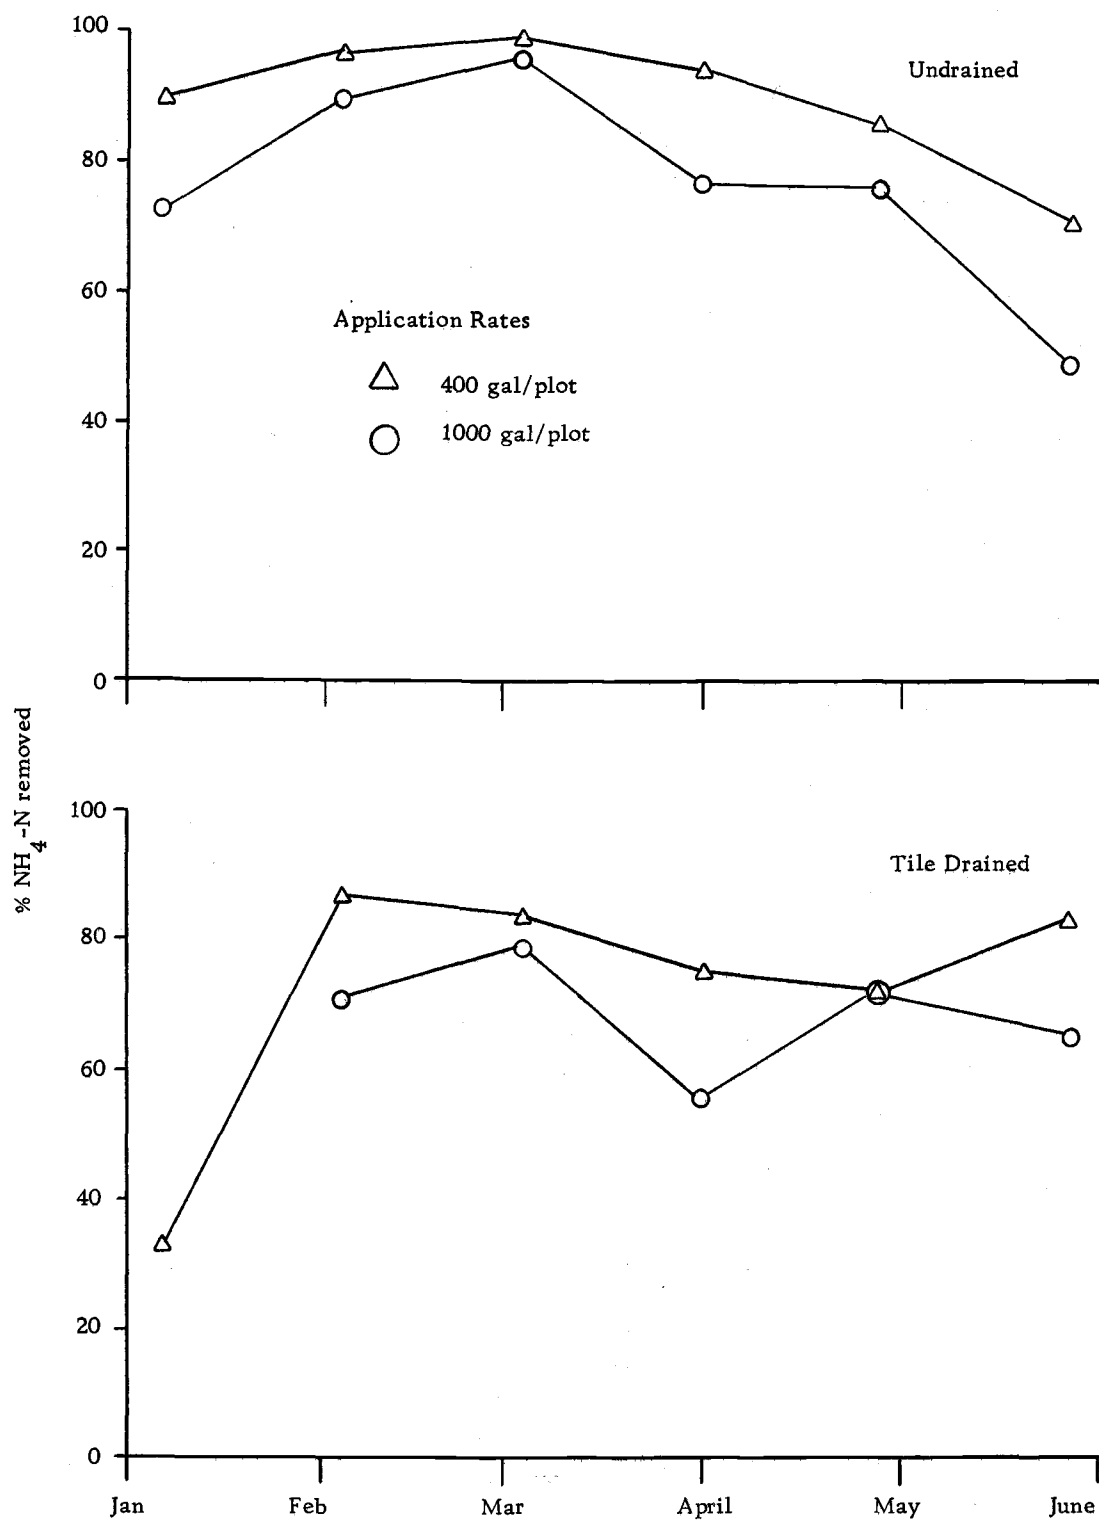 100
Undrained
80
60
Application Rates
400 gal/plot
1000 gal/plot
40
20
0
% NH4-N removed
100
Tile Drained
80
60
40
20
0
Jan Feb Mar April May June